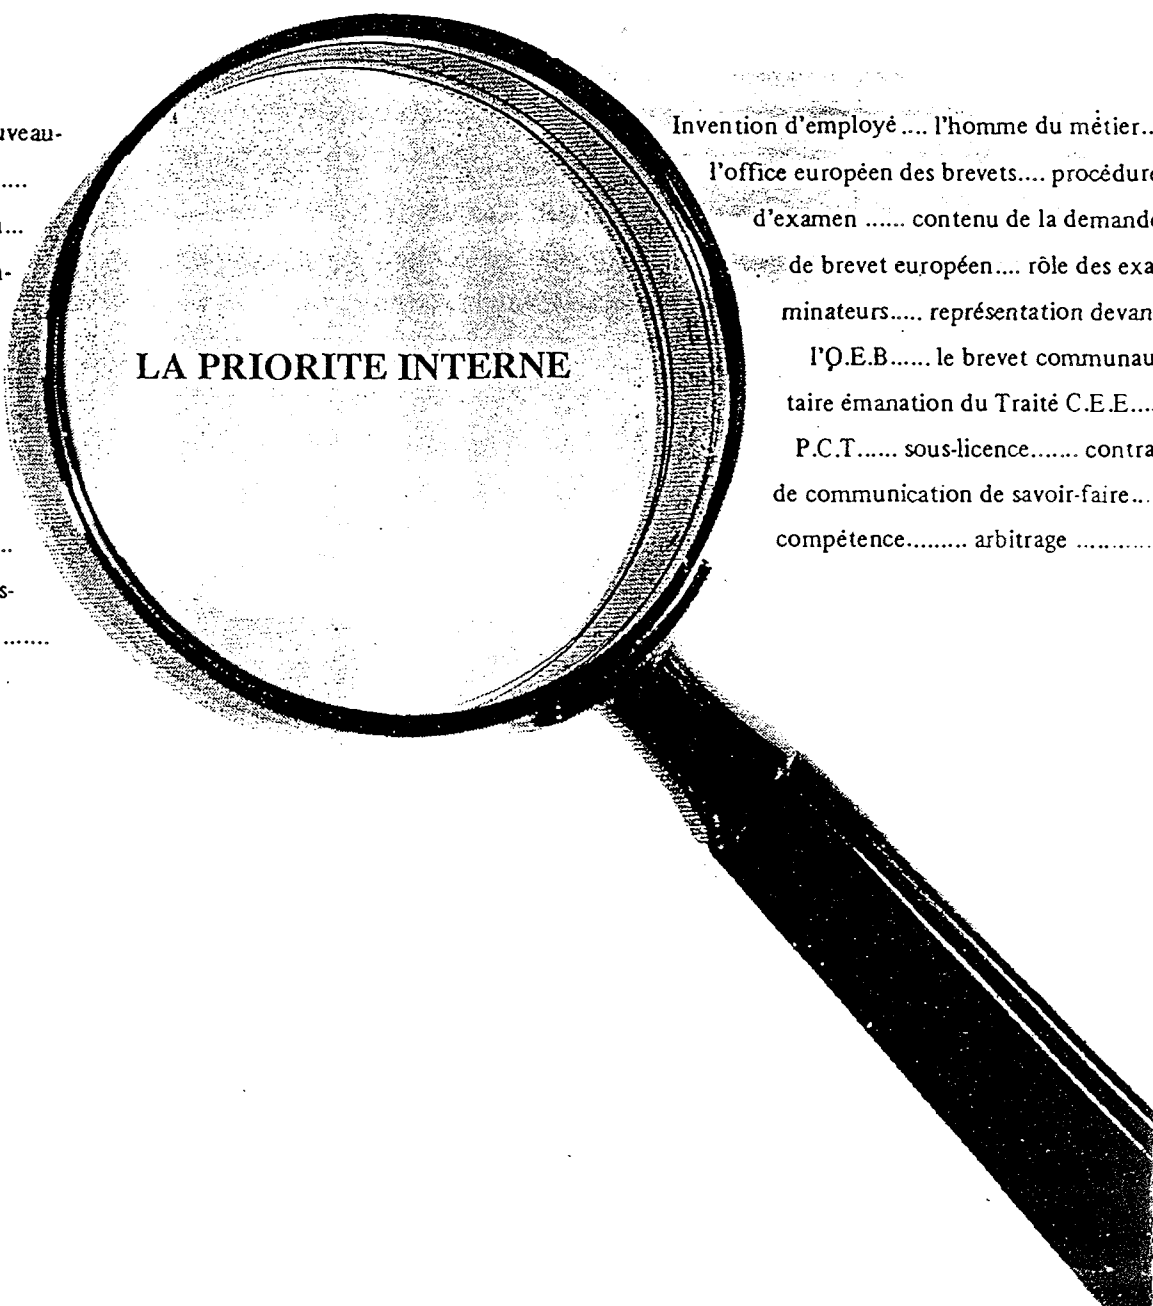 LA PRIORITE INTERNE
Invention d'employé .... l'homme du métier...
l'office européen des brevets.... procédure
d'examen ...... contenu de la demande
de brevet européen.... rôle des exa
minateurs..... représentation devan
l'O.E.B...... le brevet communau
taire émanation du Traité C.E.E....
P.C.T...... sous-licence....... contra
de communication de savoir-faire...
compétence......... arbitrage ...........